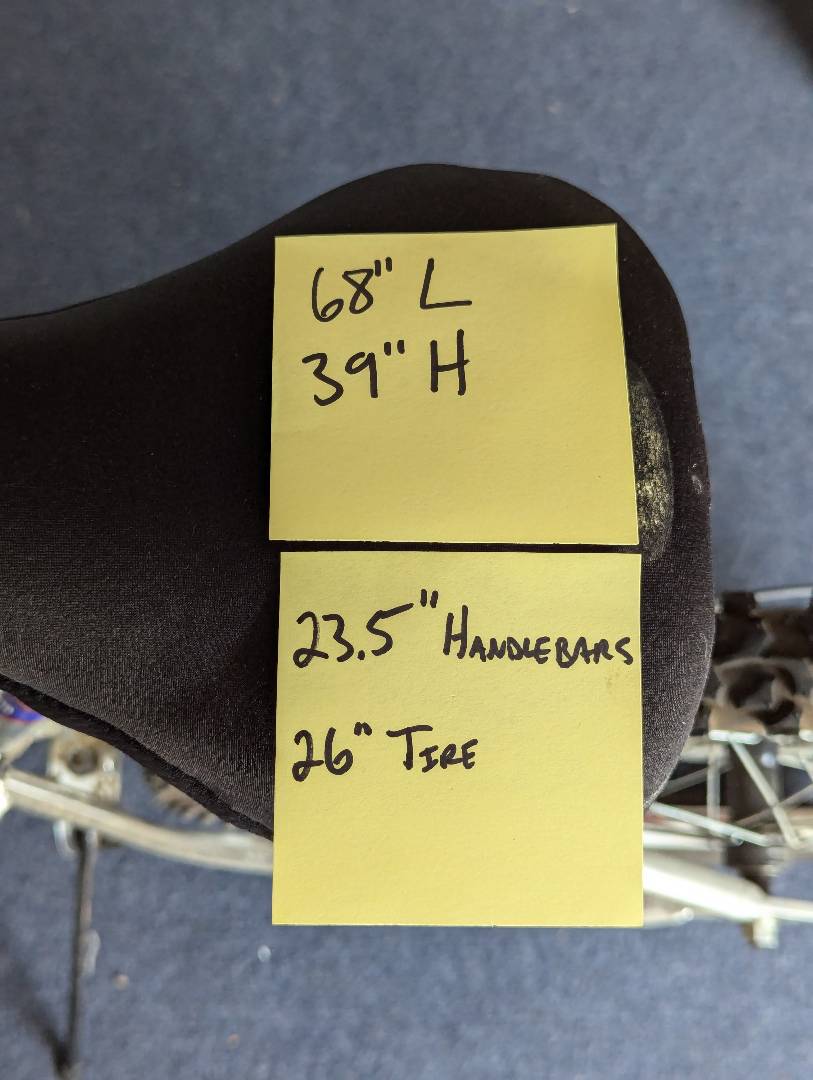 68" L
39" H
23.5" HANDLEBARS
26" TIRE